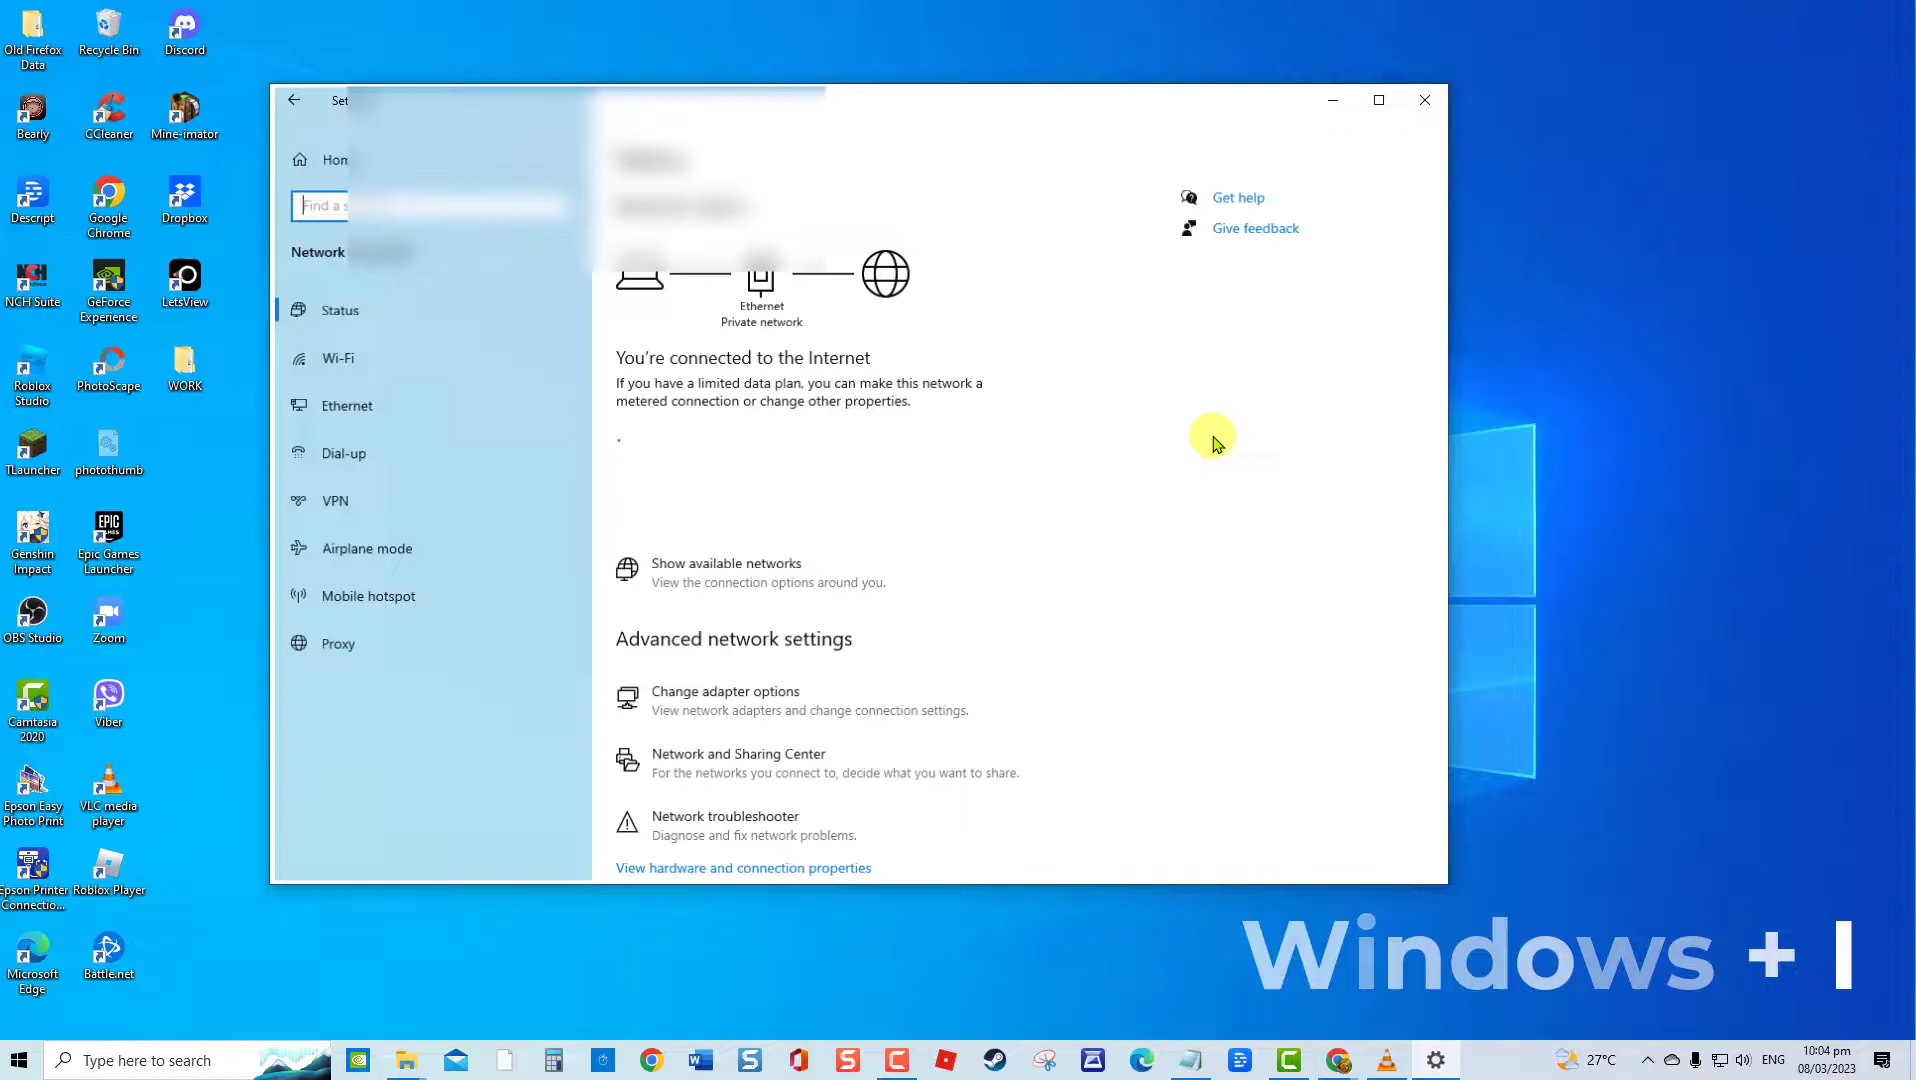 Old Firefox
Data
Recycle Bin
Discord
Bearly
CCleaner
Mine-imator
Descript
Google
Chrome
Dropbox
NCH Suite
GeForce
Experience
LetsView
Roblox
Studio
PhotoScape
WORK
TLauncher
photothumb
Genshin
Impact
EPIC
GAMES
Epic Games
Launcher
OBS Studio
Zoom
Camtasia
2020
Viber
Epson Easy
Photo Print
VLC media
player
Epson Printer
Connectio...
Roblox Player
Microsoft
Edge
Battle.net
Set
Hom
Find a s
Network
Status
Wi-Fi
Ethernet
Dial-up
VPN
Airplane mode
Mobile hotspot
Proxy
Ethernet
Private network
You're connected to the Internet
If you have a limited data plan, you can make this network a
metered connection or change other properties.
Show available networks
View the connection options around you.
Advanced network settings
Change adapter options
View network adapters and change connection settings.
Network and Sharing Center
For the networks you connect to, decide what you want to share.
Network troubleshooter
Diagnose and fix network problems.
View hardware and connection properties
Get help
Give feedback
Windows + I
Type here to search
27°C
ENG
10:04 pm
08/03/2023